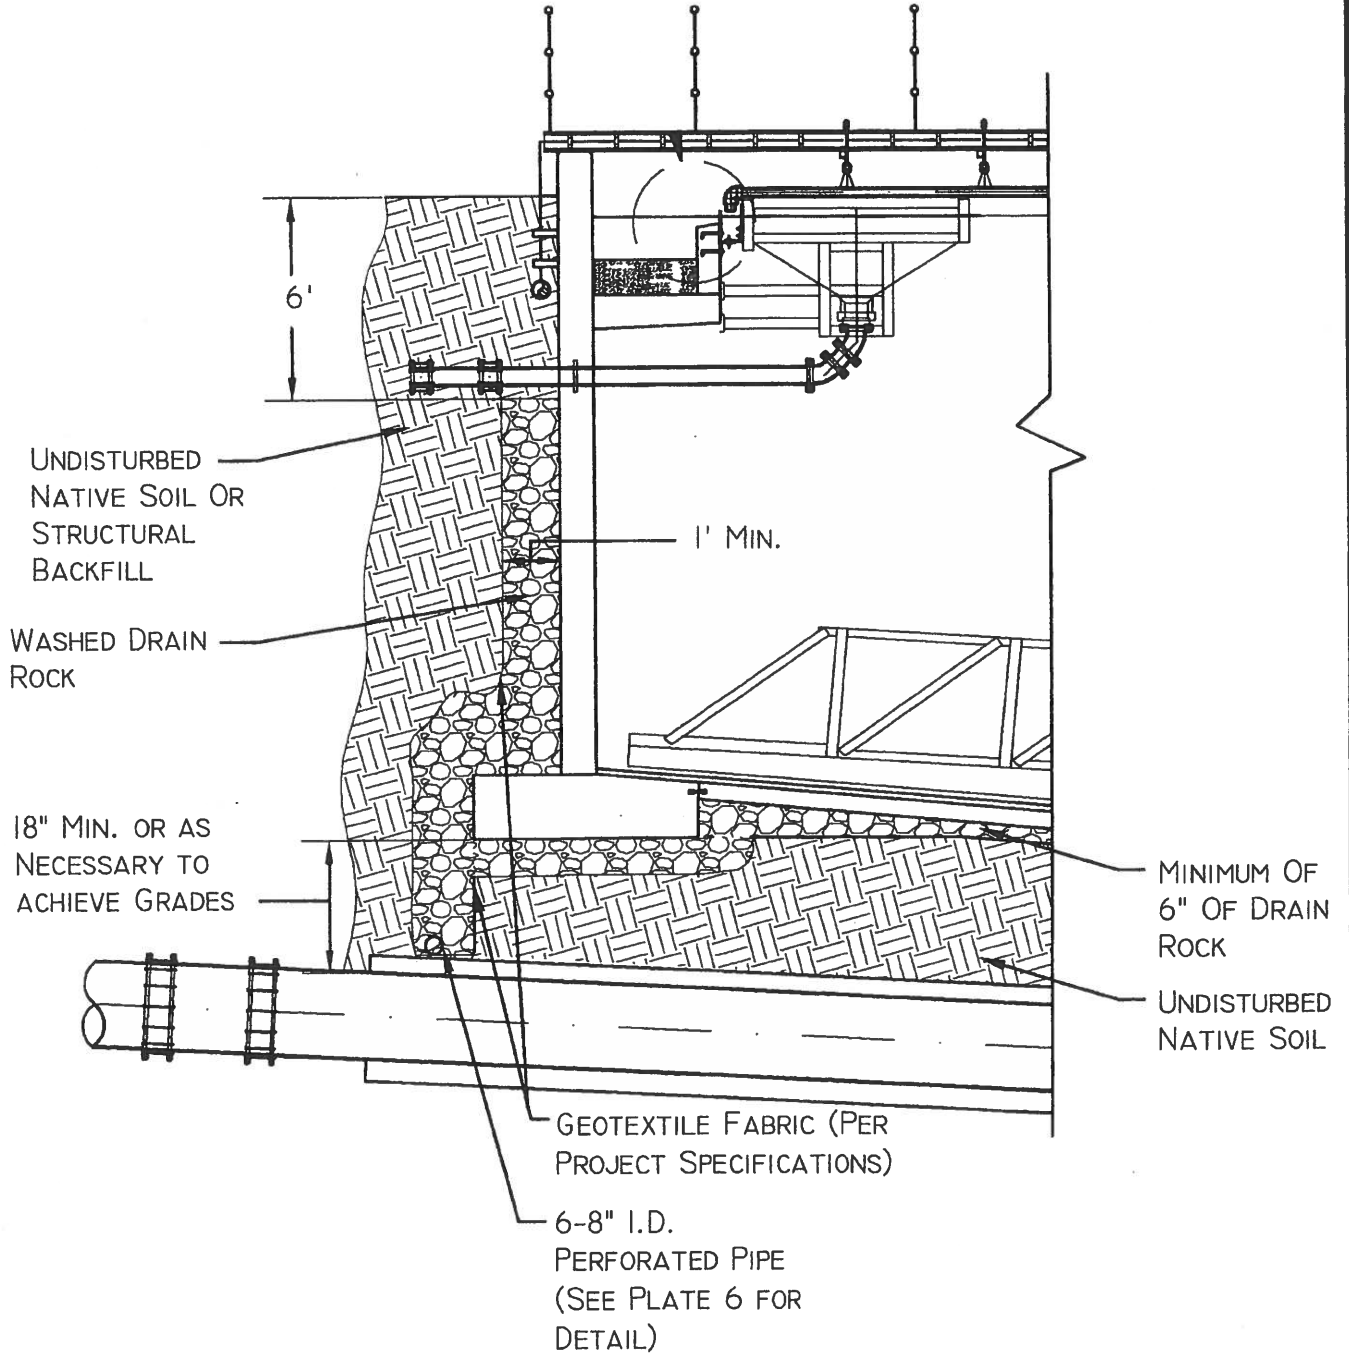 6'
UNDISTURBED
NATIVE SOIL OR
STRUCTURAL
BACKFILL
1' MIN.
WASHED DRAIN
ROCK
18" MIN. OR AS
NECESSARY TO
ACHIEVE GRADES
MINIMUM OF
6" OF DRAIN
ROCK
UNDISTURBED
NATIVE SOIL
GEOTEXTILE FABRIC (PER
PROJECT SPECIFICATIONS)
6-8" I.D.
PERFORATED PIPE
(SEE PLATE 6 FOR
DETAIL)